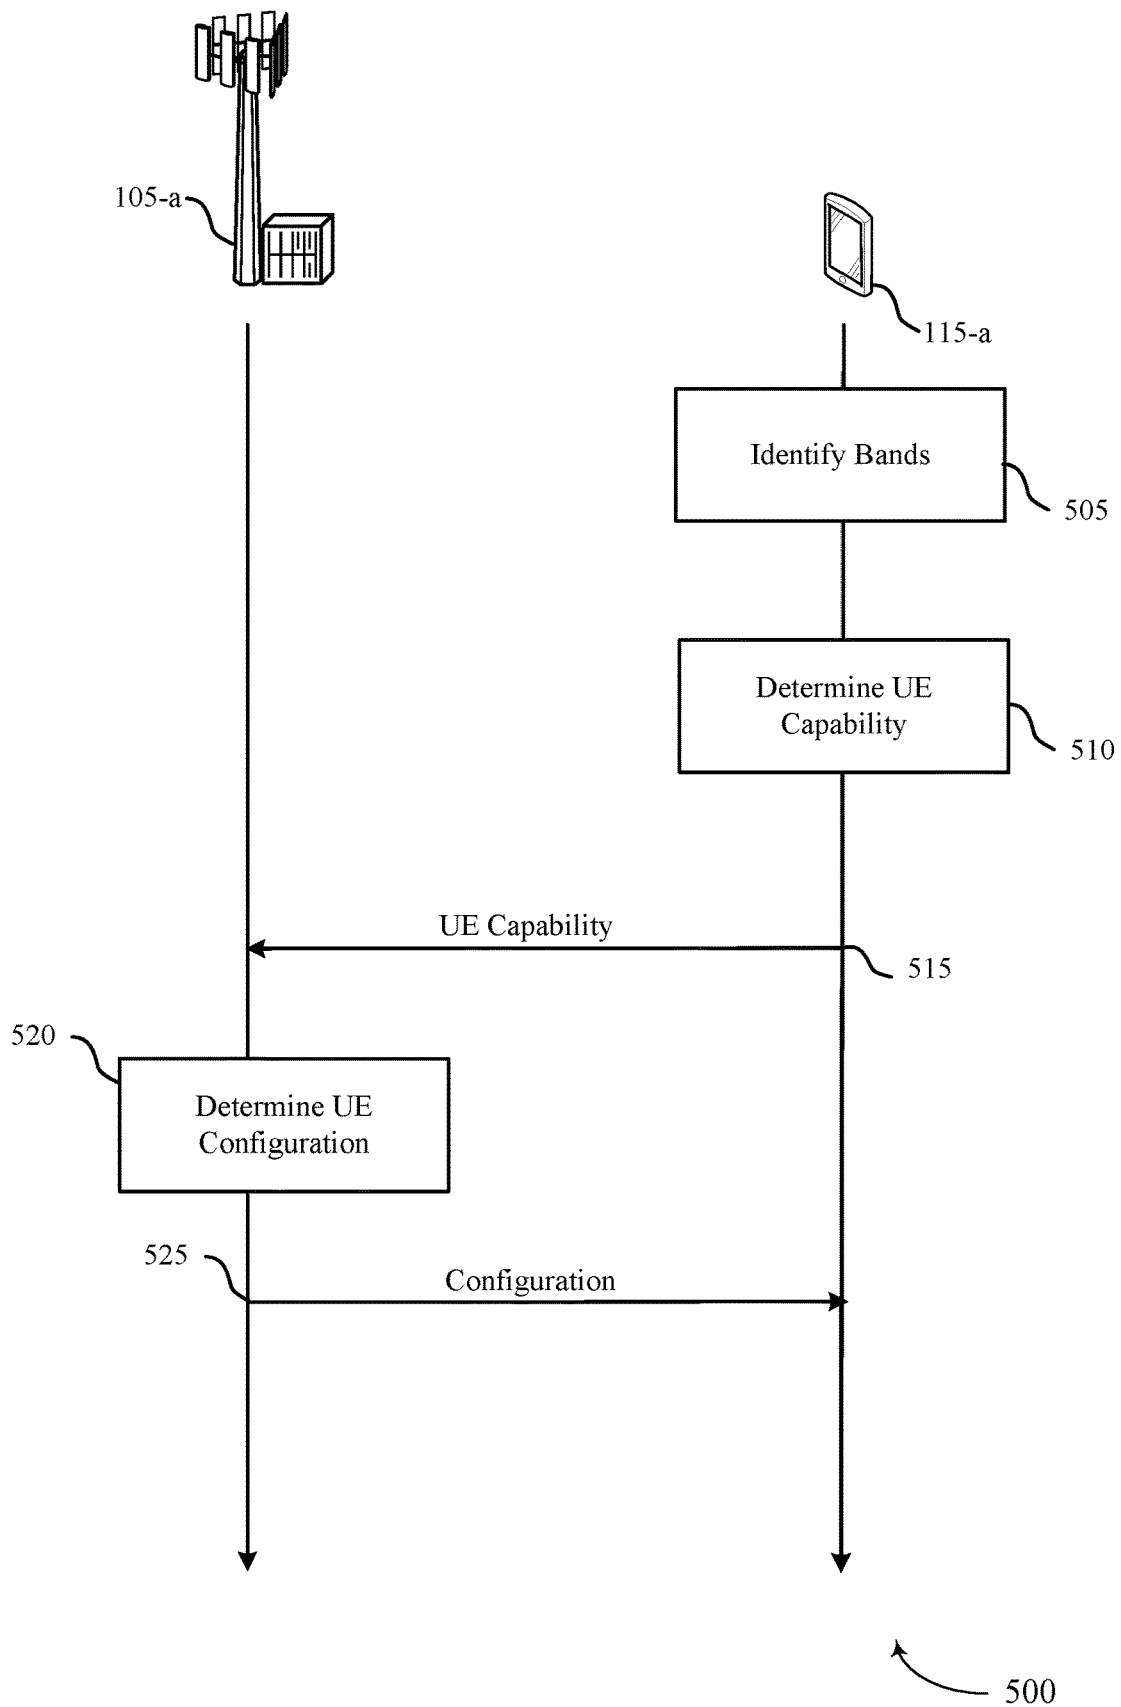 105-a
115-a
Identify Bands
505
Determine UE
Capability
510
UE Capability
515
520
Determine UE
Configuration
525
Configuration
500